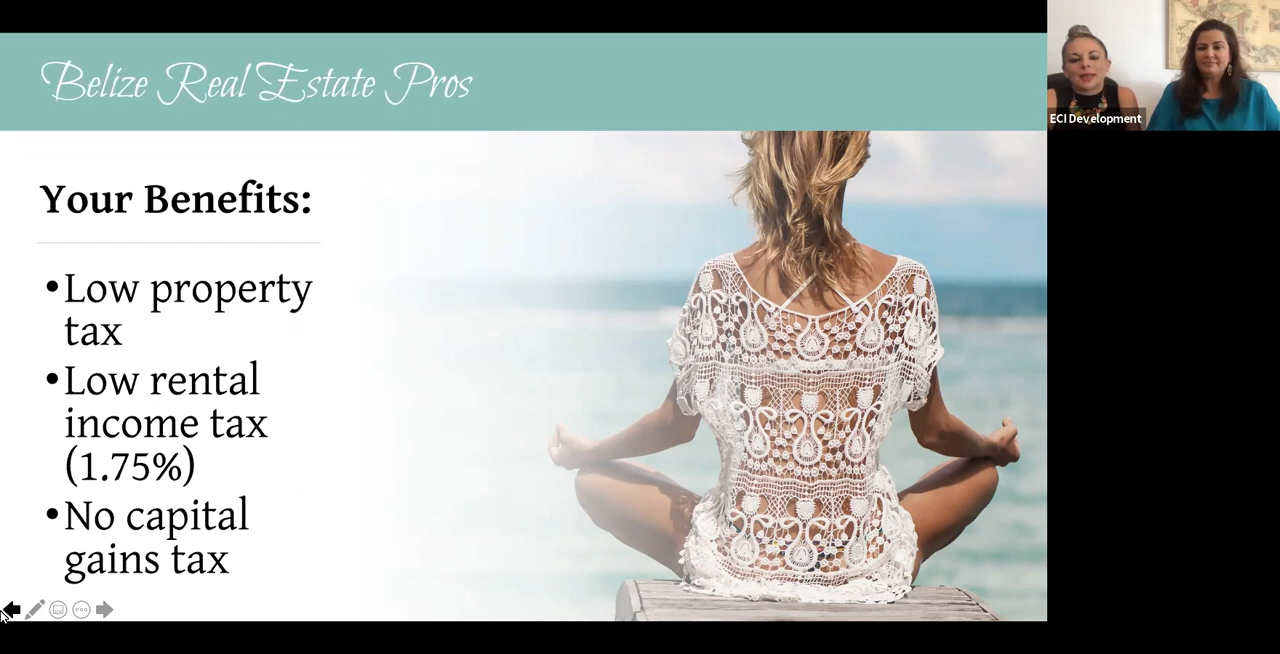 Belize Real Estate Pros
ECI Development
Your Benefits:
•Low property
tax
•Low rental
income tax
(1.75%)
•No capital
gains tax